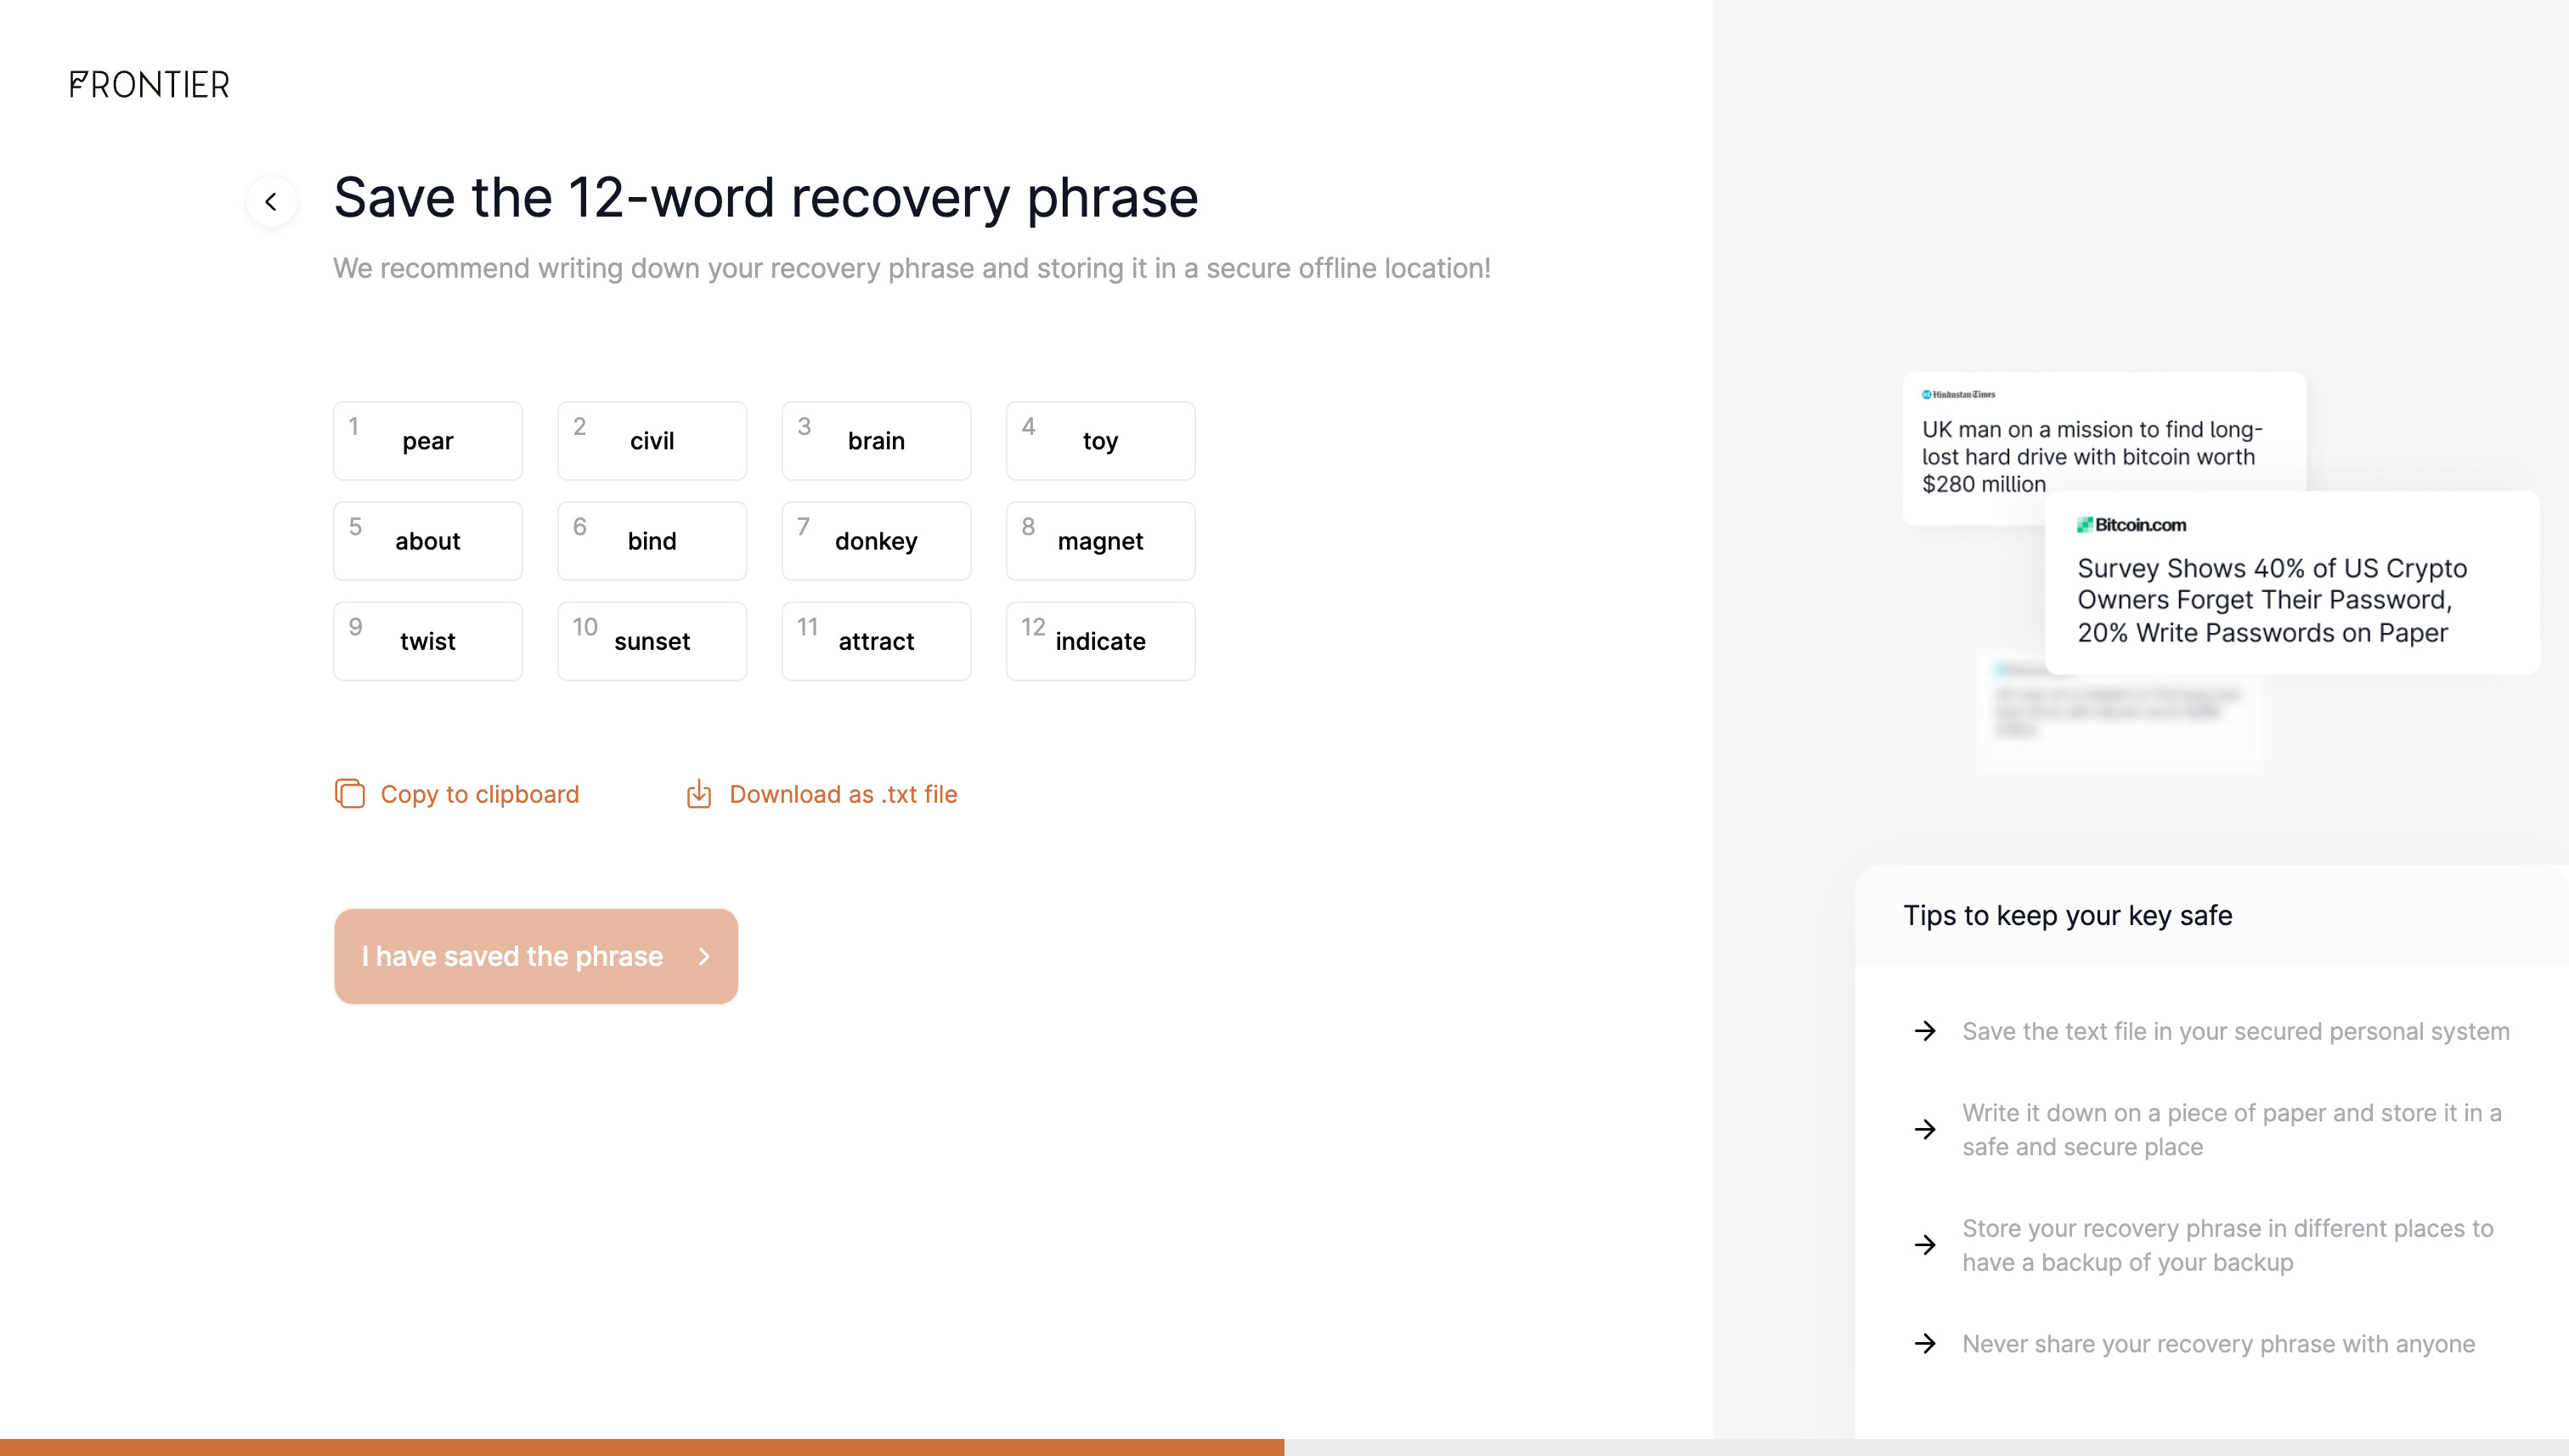 FRONTIER
Save the 12-word recovery phrase
We recommend writing down your recovery phrase and storing it in a secure offline location!
1 pear
2 civil
3 brain
4 toy
5 about
6 bind
7 donkey
8 magnet
9 twist
10 sunset
11 attract
12 indicate
Copy to clipboard
Download as .txt file
I have saved the phrase
Hindustan Times
UK man on a mission to find long-
lost hard drive with bitcoin worth
$280 million
Bitcoin.com
Survey Shows 40% of US Crypto
Owners Forget Their Password,
20% Write Passwords on Paper
Tips to keep your key safe
Save the text file in your secured personal system
Write it down on a piece of paper and store it in a
safe and secure place
Store your recovery phrase in different places to
have a backup of your backup
Never share your recovery phrase with anyone